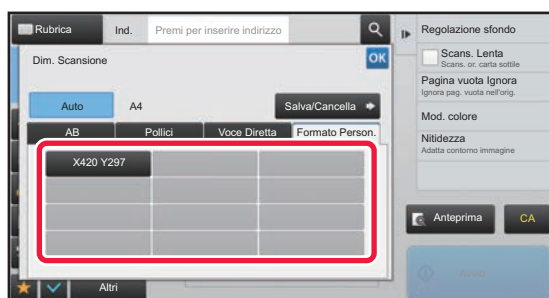 Rubrica
Ind.
Premi per inserire indirizzo
Dim. Scansione
OK
Auto
A4
Salva/Cancella
AB
Pollici
Voce Diretta
Formato Person.
X420 Y297
Altri
Regolazione sfondo
Scans. Lenta
Scans. or. carta sottile
Pagina vuota Ignora
Ignora pag. vuota nell'orig.
Mod. colore
Nitidezza
Adatta contorno immagine
Anteprima
CA